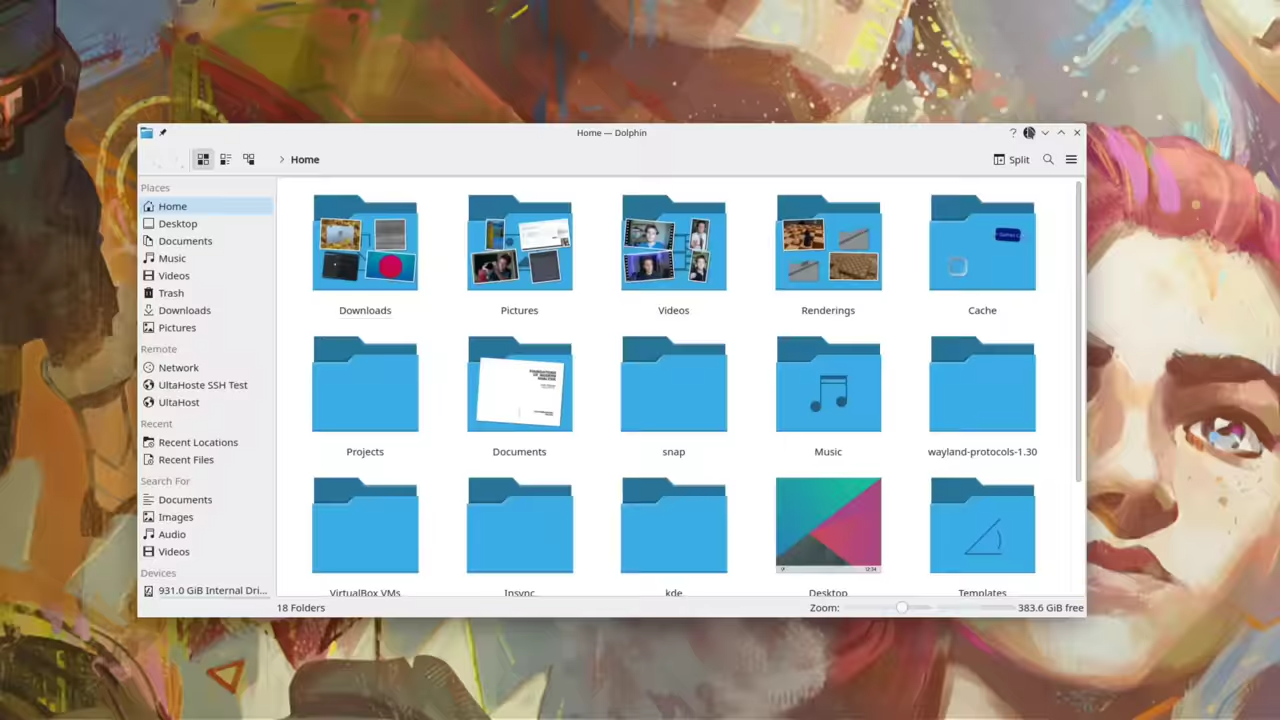 Home — Dolphin
Home
Split
Places
Home
Desktop
Documents
Music
Videos
Trash
Downloads
Pictures
Remote
Network
UltaHoste SSH Test
UltaHost
Recent
Recent Locations
Recent Files
Search For
Documents
Images
Audio
Videos
Devices
931.0 GiB Internal Dri...
Downloads
Pictures
Videos
Renderings
Cache
Projects
Documents
snap
Music
wayland-protocols-1.30
VirtualBox VMs
Insync
kde
Desktop
Templates
18 Folders
Zoom:
383.6 GiB free